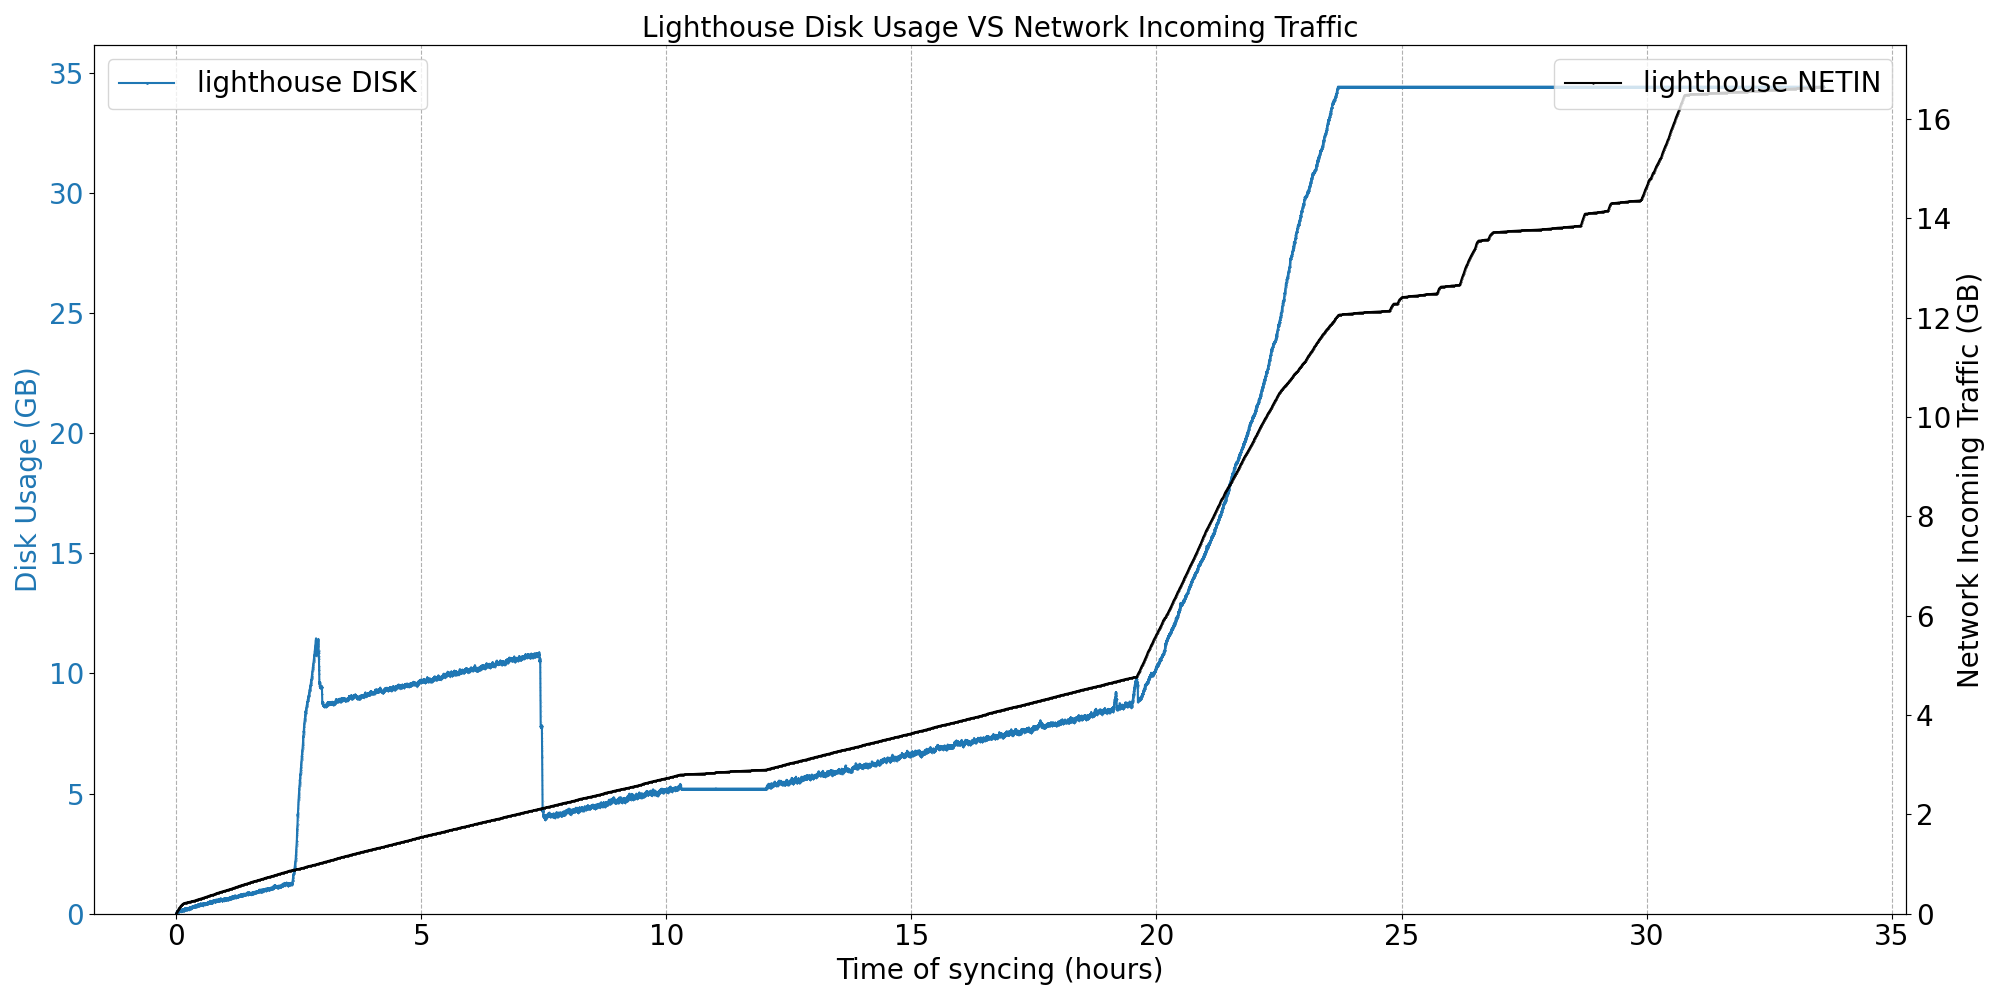 Lighthouse Disk Usage VS Network Incoming Traffic
lighthouse DISK
lighthouse NETIN
Disk Usage (GB)
35
30
25
20
15
10
5
0
16
14
12
10
8
6
4
2
0
Network Incoming Traffic (GB)
0 5 10 15 20 25 30 35
Time of syncing (hours)